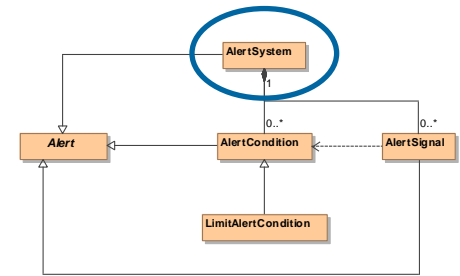 AlertSystem
1
0..*
0..*
Alert
AlertCondition
AlertSignal
LimitAlertCondition